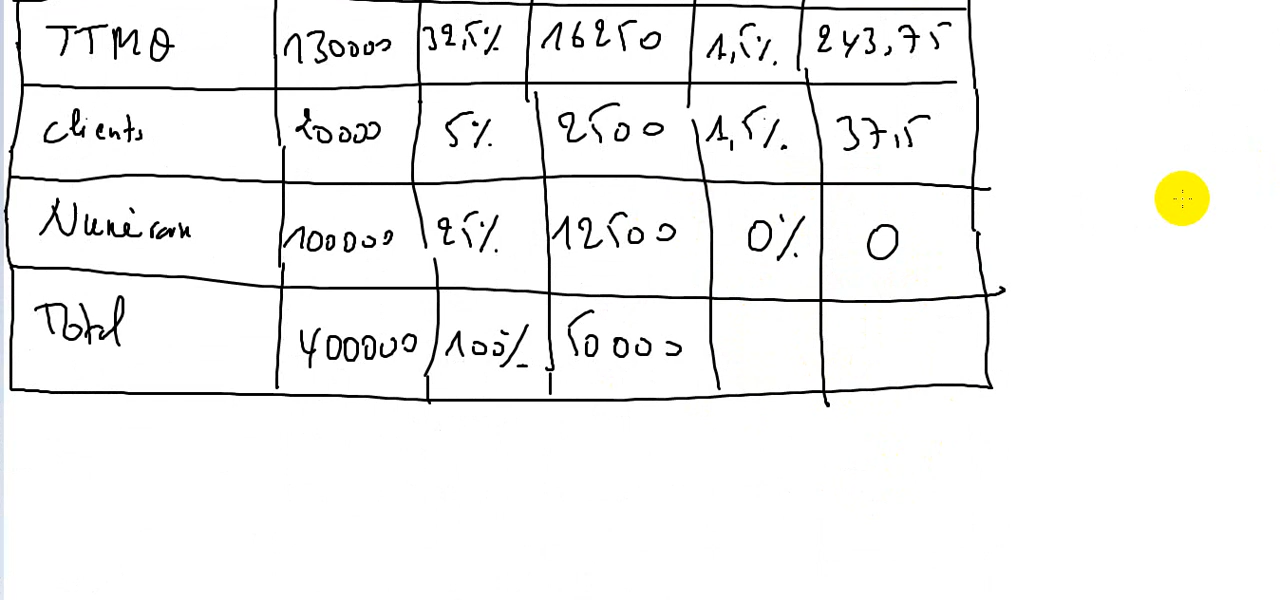 TTMO 130000 32,5% 16250 1,5% 243,75
clients 20000 5% 2500 1,5% 37,5
Numéraire 100000 25% 12500 0% 0
Total 400000 100% 50000